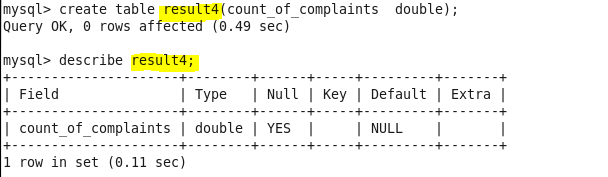 mysql> create table result4(count_of_complaints  double);
Query OK, 0 rows affected (0.49 sec)
mysql> describe result4;
+---------------------+--------+------+-----+---------+-------+
| Field               | Type   | Null | Key | Default | Extra |
+---------------------+--------+------+-----+---------+-------+
| count_of_complaints | double | YES  |     | NULL    |       |
+---------------------+--------+------+-----+---------+-------+
1 row in set (0.11 sec)